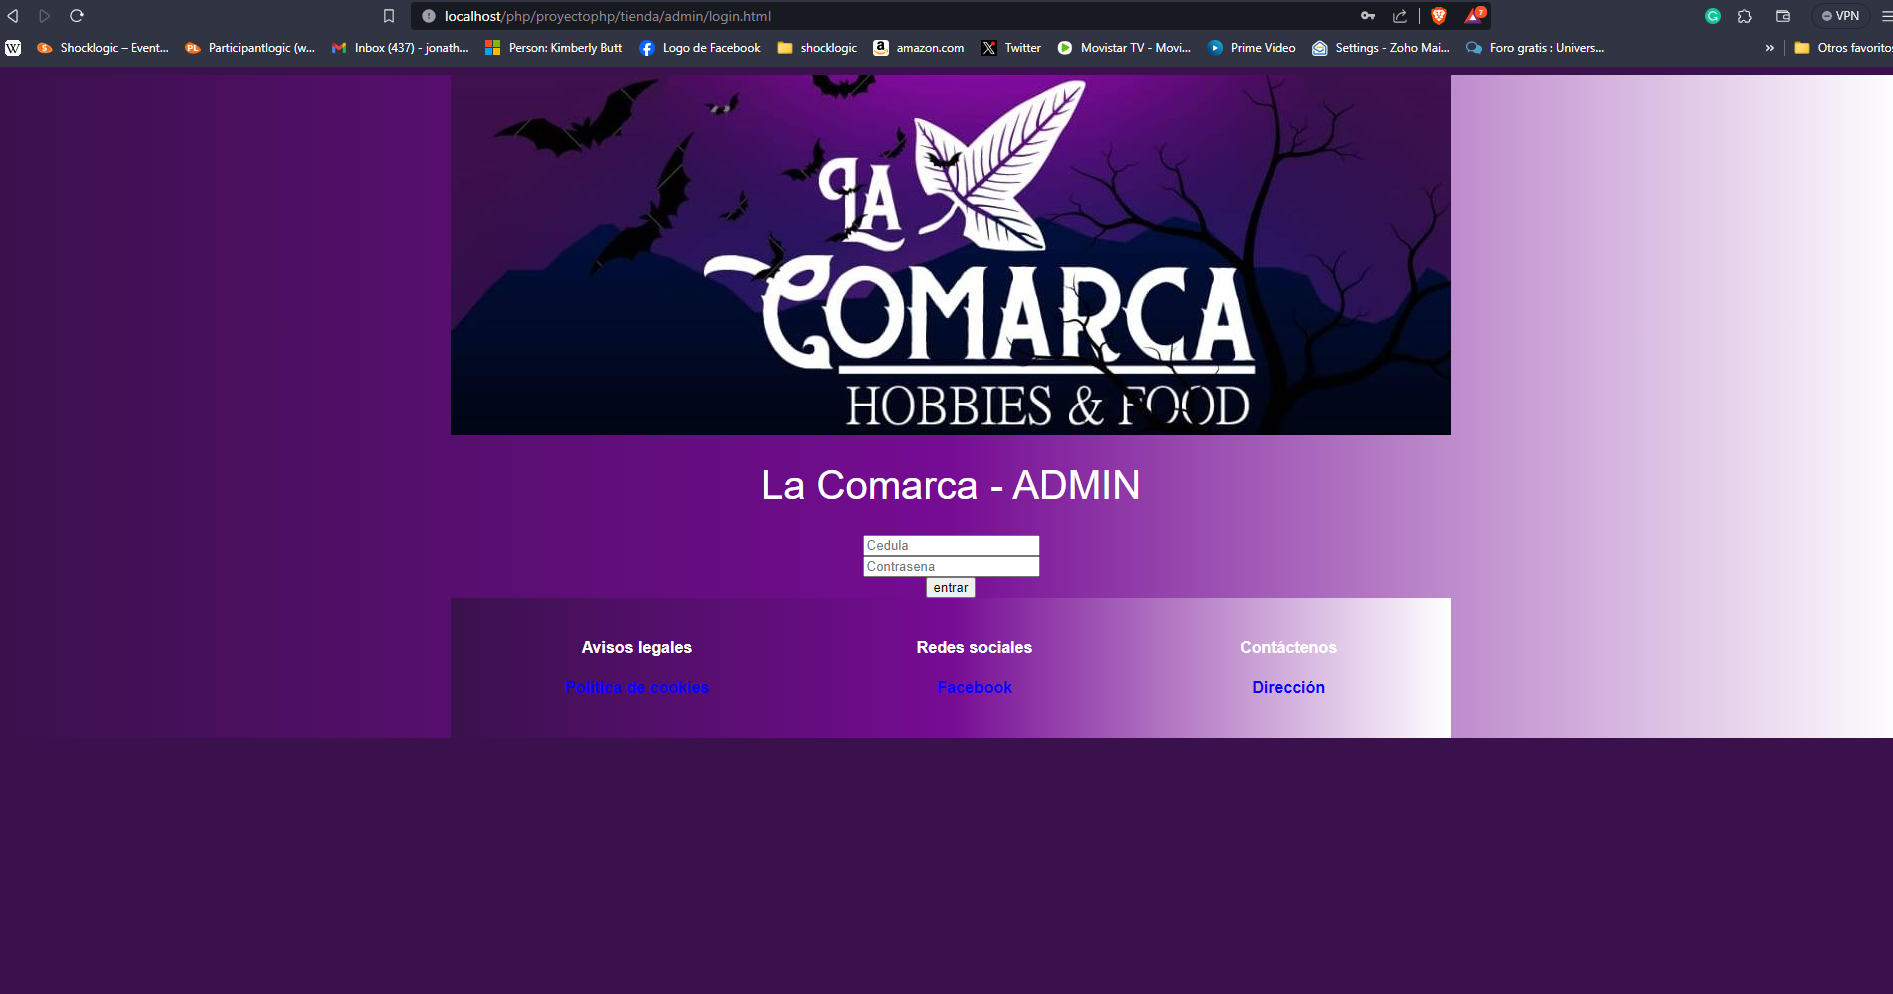 localhost/php/proyectophp/tienda/admin/login.html
7
VPN
W Shocklogic – Event... PL Participantlogic (w... Inbox (437) - jonath... Person: Kimberly Butt Logo de Facebook shocklogic amazon.com Twitter Movistar TV - Movi... Prime Video Settings - Zoho Mai... Foro gratis : Univers... » Otros favoritos
LA
COMARCA
HOBBIES & FOOD
La Comarca - ADMIN
Cedula
Contrasena
entrar
Avisos legales Redes sociales Contáctenos
Política de cookies Facebook Dirección